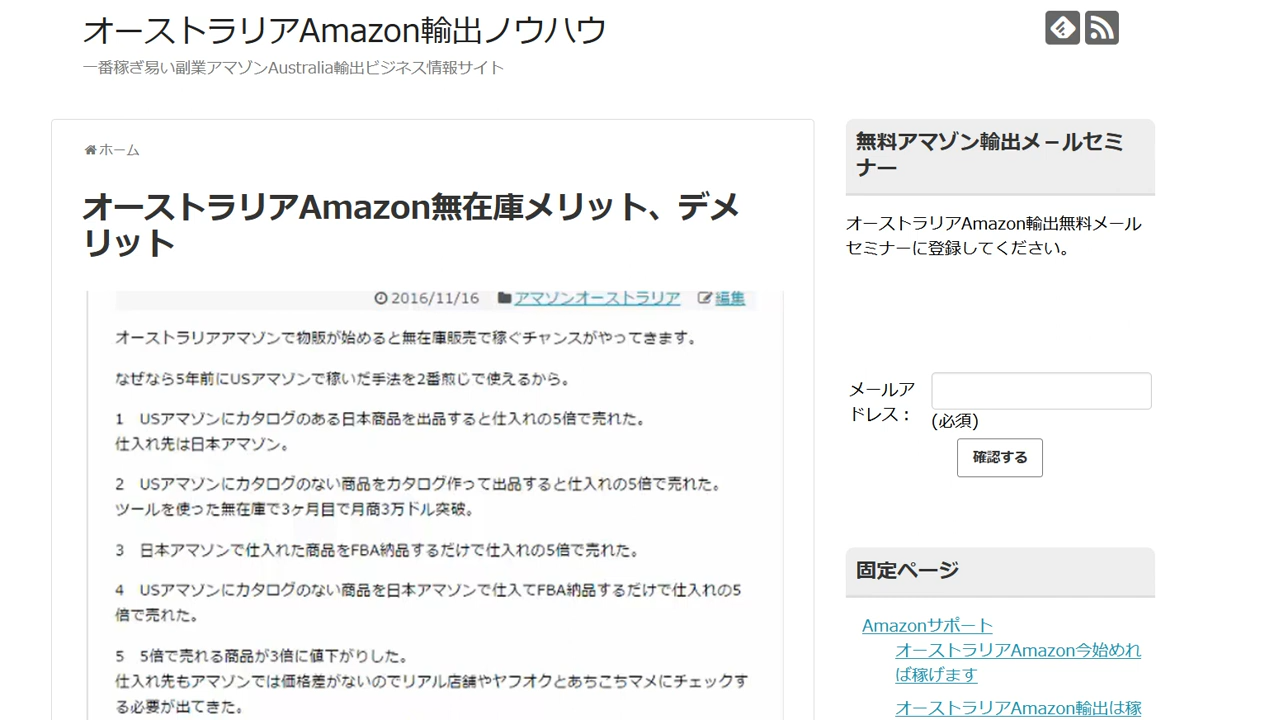 オーストラリアAmazon輸出ノウハウ
一番稼ぎ易い副業アマゾンAustralia輸出ビジネス情報サイト
ホーム
オーストラリアAmazon無在庫メリット、デメ
リット
2016/11/16 アマゾンオーストラリア 編集
オーストラリアアマゾンで物販が始めると無在庫販売で稼ぐチャンスがやってきます。
なぜなら5年前にUSアマゾンで稼いだ手法を2番煎じで使えるから。
1　USアマゾンにカタログのある日本商品を出品すると仕入れの5倍で売れた。
仕入れ先は日本アマゾン。
2　USアマゾンにカタログのない商品をカタログ作って出品すると仕入れの5倍で売れた。
ツールを使った無在庫で3ヶ月目で月商3万ドル突破。
3　日本アマゾンで仕入れた商品をFBA納品するだけで仕入れの5倍で売れた。
4　USアマゾンにカタログのない商品を日本アマゾンで仕入てFBA納品するだけで仕入れの5
倍で売れた。
5　5倍で売れる商品が3倍に値下がりした。
仕入れ先もアマゾンでは価格差がないのでリアル店舗やヤフオクとあちこちマメにチェックす
る必要が出てきた。
無料アマゾン輸出メ－ルセミ
ナー
オーストラリアAmazon輸出無料メール
セミナーに登録してください。
メールア
ドレス：
(必須)
確認する
固定ページ
Amazonサポート
オーストラリアAmazon今始めれ
ば稼げます
オーストラリアAmazon輸出は稼